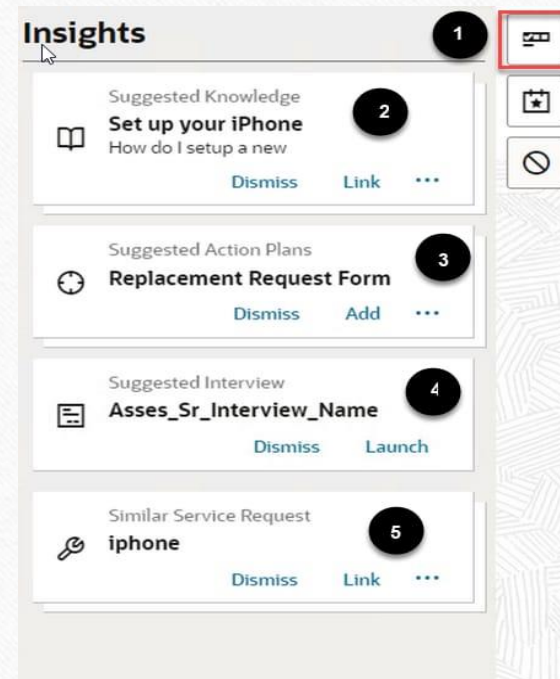 Insights
1
Suggested Knowledge
2
Set up your iPhone
How do I setup a new
Dismiss Link ...
Suggested Action Plans
3
Replacement Request Form
Dismiss Add ...
Suggested Interview
4
Asses_Sr_Interview_Name
Dismiss Launch
Similar Service Request
5
iphone
Dismiss Link ...